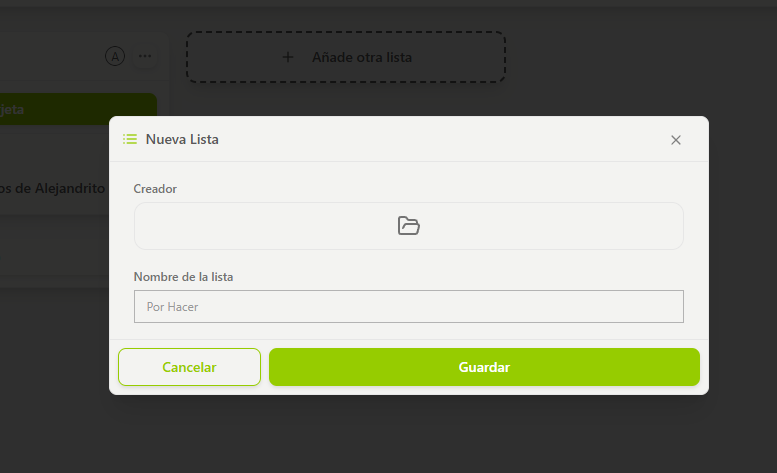 A
Añade otra lista
jeta
os de Alejandrito
Nueva Lista
Creador
Nombre de la lista
Por Hacer
Cancelar
Guardar